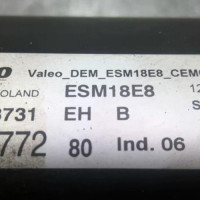 O Valeo_DEM_ESM18E8_CEM
OLAND ESM18E8 12
3731 EH B S
772 80 Ind. 06